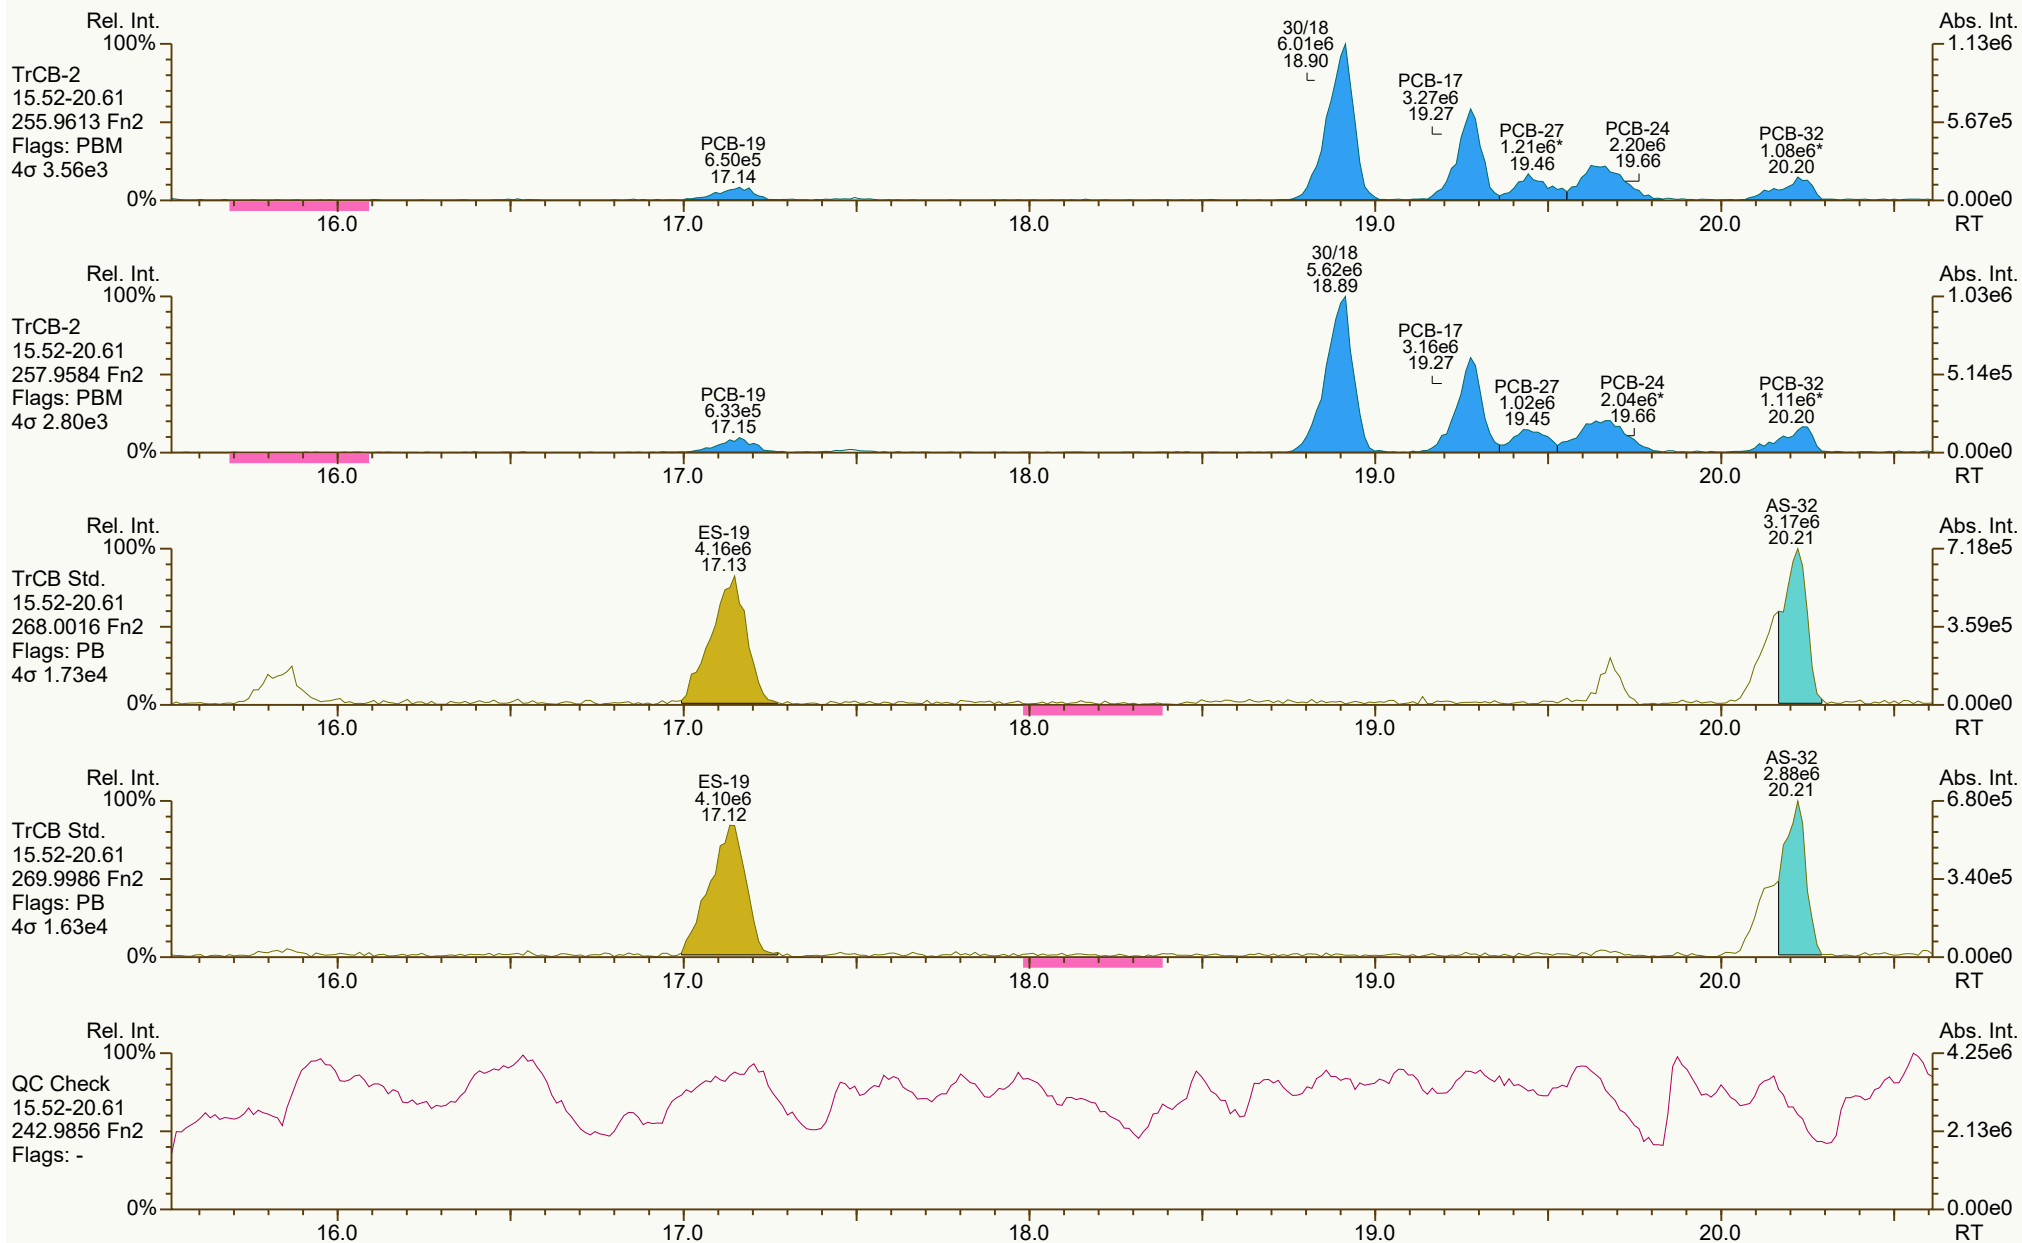 Rel. Int.
100%
0%
TrCB-2
15.52-20.61
255.9613 Fn2
Flags: PBM
4σ 3.56e3
PCB-19
6.50e5
17.14
30/18
6.01e6
18.90
PCB-17
3.27e6
19.27
PCB-27
1.21e6*
19.46
PCB-24
2.20e6
19.66
PCB-32
1.08e6*
20.20
Abs. Int.
1.13e6
5.67e5
0.00e0
16.0 17.0 18.0 19.0 20.0 RT
Rel. Int.
100%
0%
TrCB-2
15.52-20.61
257.9584 Fn2
Flags: PBM
4σ 2.80e3
PCB-19
6.33e5
17.15
30/18
5.62e6
18.89
PCB-17
3.16e6
19.27
PCB-27
1.02e6
19.45
PCB-24
2.04e6*
19.66
PCB-32
1.11e6*
20.20
Abs. Int.
1.03e6
5.14e5
0.00e0
16.0 17.0 18.0 19.0 20.0 RT
Rel. Int.
100%
0%
TrCB Std.
15.52-20.61
268.0016 Fn2
Flags: PB
4σ 1.73e4
ES-19
4.16e6
17.13
AS-32
3.17e6
20.21
Abs. Int.
7.18e5
3.59e5
0.00e0
16.0 17.0 18.0 19.0 20.0 RT
Rel. Int.
100%
0%
TrCB Std.
15.52-20.61
269.9986 Fn2
Flags: PB
4σ 1.63e4
ES-19
4.10e6
17.12
AS-32
2.88e6
20.21
Abs. Int.
6.80e5
3.40e5
0.00e0
16.0 17.0 18.0 19.0 20.0 RT
Rel. Int.
100%
0%
QC Check
15.52-20.61
242.9856 Fn2
Flags: -
Abs. Int.
4.25e6
2.13e6
0.00e0
16.0 17.0 18.0 19.0 20.0 RT